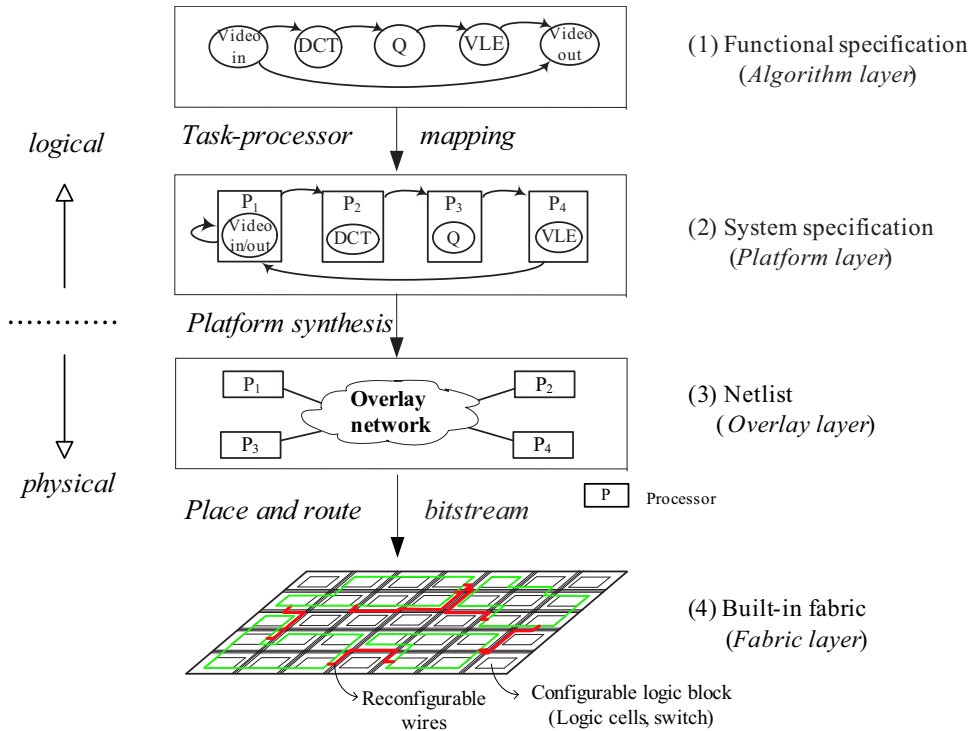 Video in
DCT
Q
VLE
Video out
(1) Functional specification
(Algorithm layer)
Task-processor mapping
logical
P1
P2
P3
P4
Video in/out
DCT
Q
VLE
(2) System specification
(Platform layer)
Platform synthesis
P1
P2
Overlay network
P3
P4
(3) Netlist
(Overlay layer)
physical
P Processor
Place and route bitstream
(4) Built-in fabric
(Fabric layer)
Reconfigurable wires
Configurable logic block
(Logic cells, switch)